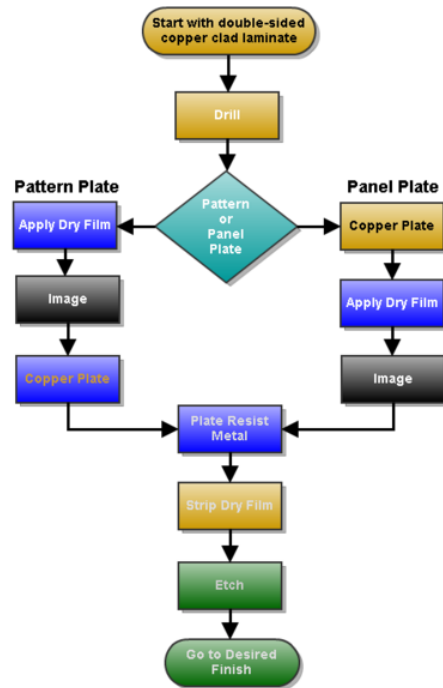 Start with double-sided
copper clad laminate
Drill
Pattern Plate
Panel Plate
Pattern
or
Panel
Plate
Apply Dry Film
Copper Plate
Image
Apply Dry Film
Copper Plate
Image
Plate Resist
Metal
Strip Dry Film
Etch
Go to Desired
Finish